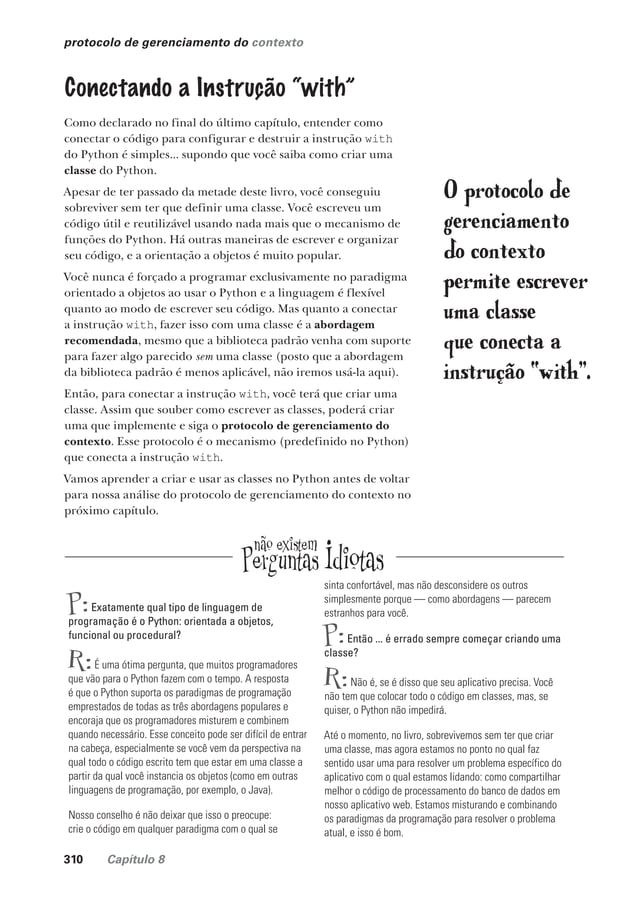 protocolo de gerenciamento do contexto
Conectando a Instrução “with”
Como declarado no final do último capítulo, entender como
conectar o código para configurar e destruir a instrução with
do Python é simples... supondo que você saiba como criar uma
classe do Python.
Apesar de ter passado da metade deste livro, você conseguiu
sobreviver sem ter que definir uma classe. Você escreveu um
código útil e reutilizável usando nada mais que o mecanismo de
funções do Python. Há outras maneiras de escrever e organizar
seu código, e a orientação a objetos é muito popular.
Você nunca é forçado a programar exclusivamente no paradigma
orientado a objetos ao usar o Python e a linguagem é flexível
quanto ao modo de escrever seu código. Mas quanto a conectar
a instrução with, fazer isso com uma classe é a abordagem
recomendada, mesmo que a biblioteca padrão venha com suporte
para fazer algo parecido sem uma classe (posto que a abordagem
da biblioteca padrão é menos aplicável, não iremos usá-la aqui).
Então, para conectar a instrução with, você terá que criar uma
classe. Assim que souber como escrever as classes, poderá criar
uma que implemente e siga o protocolo de gerenciamento do
contexto. Esse protocolo é o mecanismo (predefinido no Python)
que conecta a instrução with.
Vamos aprender a criar e usar as classes no Python antes de voltar
para nossa análise do protocolo de gerenciamento do contexto no
próximo capítulo.
O protocolo de
gerenciamento
do contexto
permite escrever
uma classe
que conecta a
instrução "with".
não existem
Perguntas Idiotas
P: Exatamente qual tipo de linguagem de
programação é o Python: orientada a objetos,
funcional ou procedural?
R: É uma ótima pergunta, que muitos programadores
que vão para o Python fazem com o tempo. A resposta
é que o Python suporta os paradigmas de programação
emprestados de todas as três abordagens populares e
encoraja que os programadores misturem e combinem
quando necessário. Esse conceito pode ser difícil de entrar
na cabeça, especialmente se você vem da perspectiva na
qual todo o código escrito tem que estar em uma classe a
partir da qual você instancia os objetos (como em outras
linguagens de programação, por exemplo, o Java).
Nosso conselho é não deixar que isso o preocupe:
crie o código em qualquer paradigma com o qual se
sinta confortável, mas não desconsidere os outros
simplesmente porque — como abordagens — parecem
estranhos para você.
P: Então ... é errado sempre começar criando uma
classe?
R: Não é, se é disso que seu aplicativo precisa. Você
não tem que colocar todo o código em classes, mas, se
quiser, o Python não impedirá.
Até o momento, no livro, sobrevivemos sem ter que criar
uma classe, mas agora estamos no ponto no qual faz
sentido usar uma para resolver um problema específico do
aplicativo com o qual estamos lidando: como compartilhar
melhor o código de processamento do banco de dados em
nosso aplicativo web. Estamos misturando e combinando
os paradigmas da programação para resolver o problema
atual, e isso é bom.
310 Capítulo 8